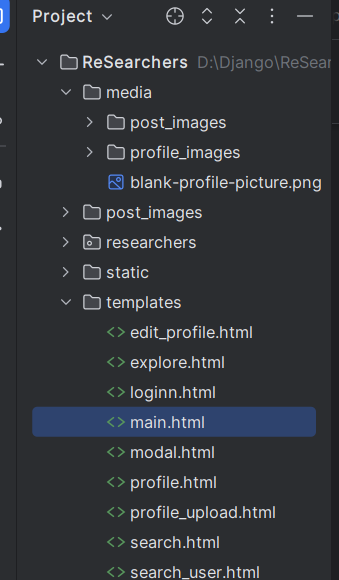 Project
ReSearchers D:\Django\ReSear
media
post_images
profile_images
blank-profile-picture.png
post_images
researchers
static
templates
edit_profile.html
explore.html
loginn.html
main.html
modal.html
profile.html
profile_upload.html
search.html
search_user.html